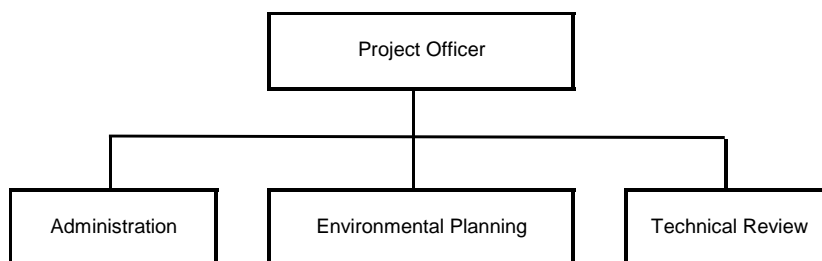 Project Officer
Administration
Environmental Planning
Technical Review